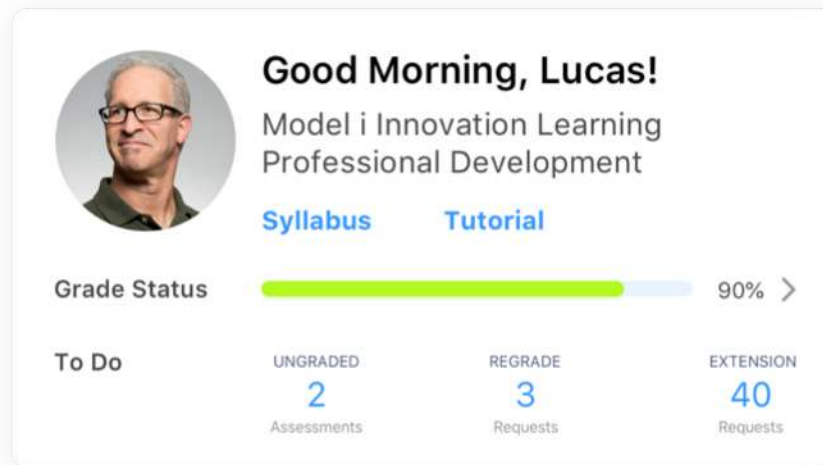 Good Morning, Lucas!
Model i Innovation Learning
Professional Development
Syllabus Tutorial
Grade Status 90%
To Do
UNGRADED REGRADE EXTENSION
2 3 40
Assessments Requests Requests